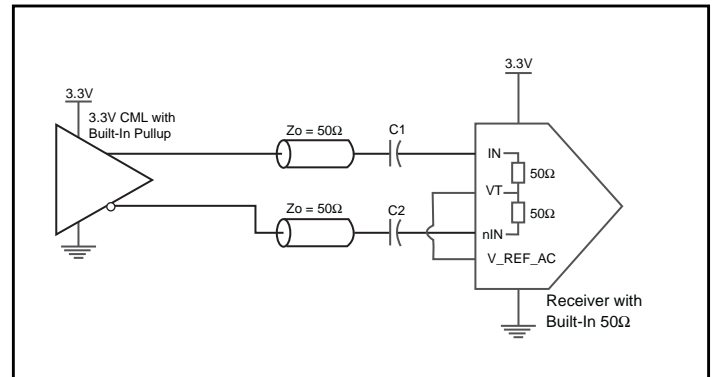 3.3V
3.3V
3.3V CML with
Built-In Pullup
Zo = 50Ω
C1
IN
50Ω
VT
Zo = 50Ω
C2
50Ω
nIN
V_REF_AC
Receiver with
Built-In 50Ω